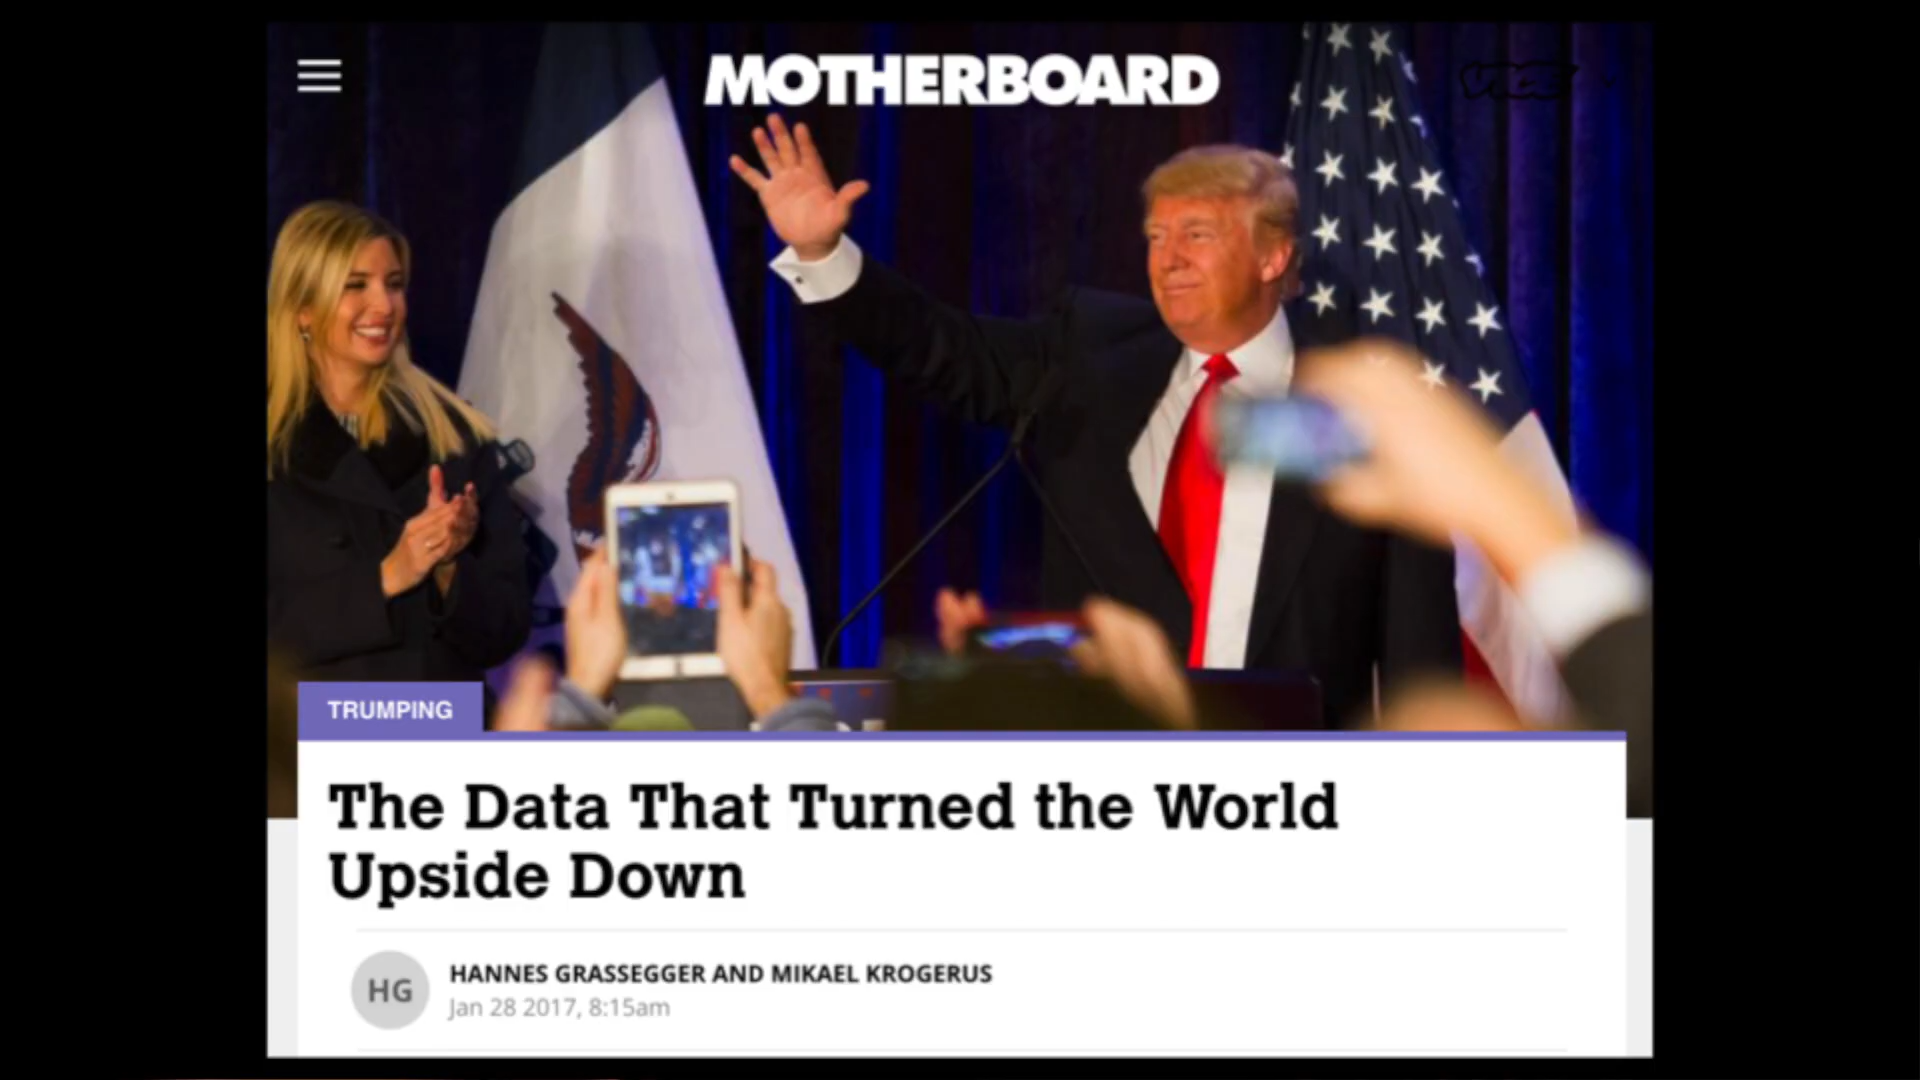 MOTHERBOARD
TRUMPING
The Data That Turned the World
Upside Down
HG
HANNES GRASSEGGER AND MIKAEL KROGERUS
Jan 28 2017, 8:15am